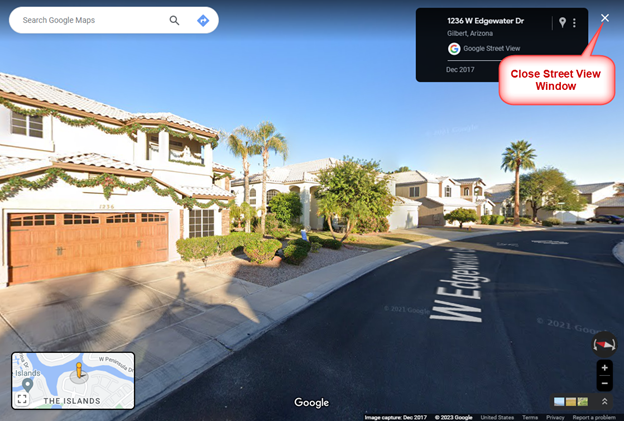 Search Google Maps
1236 W Edgewater Dr
Gilbert, Arizona
Google Street View
Dec 2017
Close Street View
Window
© 2021 Google
1236
© 2021 Google
W Edgewater
© 2021 Google
W Peninsula Dr
Islands
THE ISLANDS
Google
Image capture: Dec 2017 © 2023 Google United States Terms Privacy Report a problem